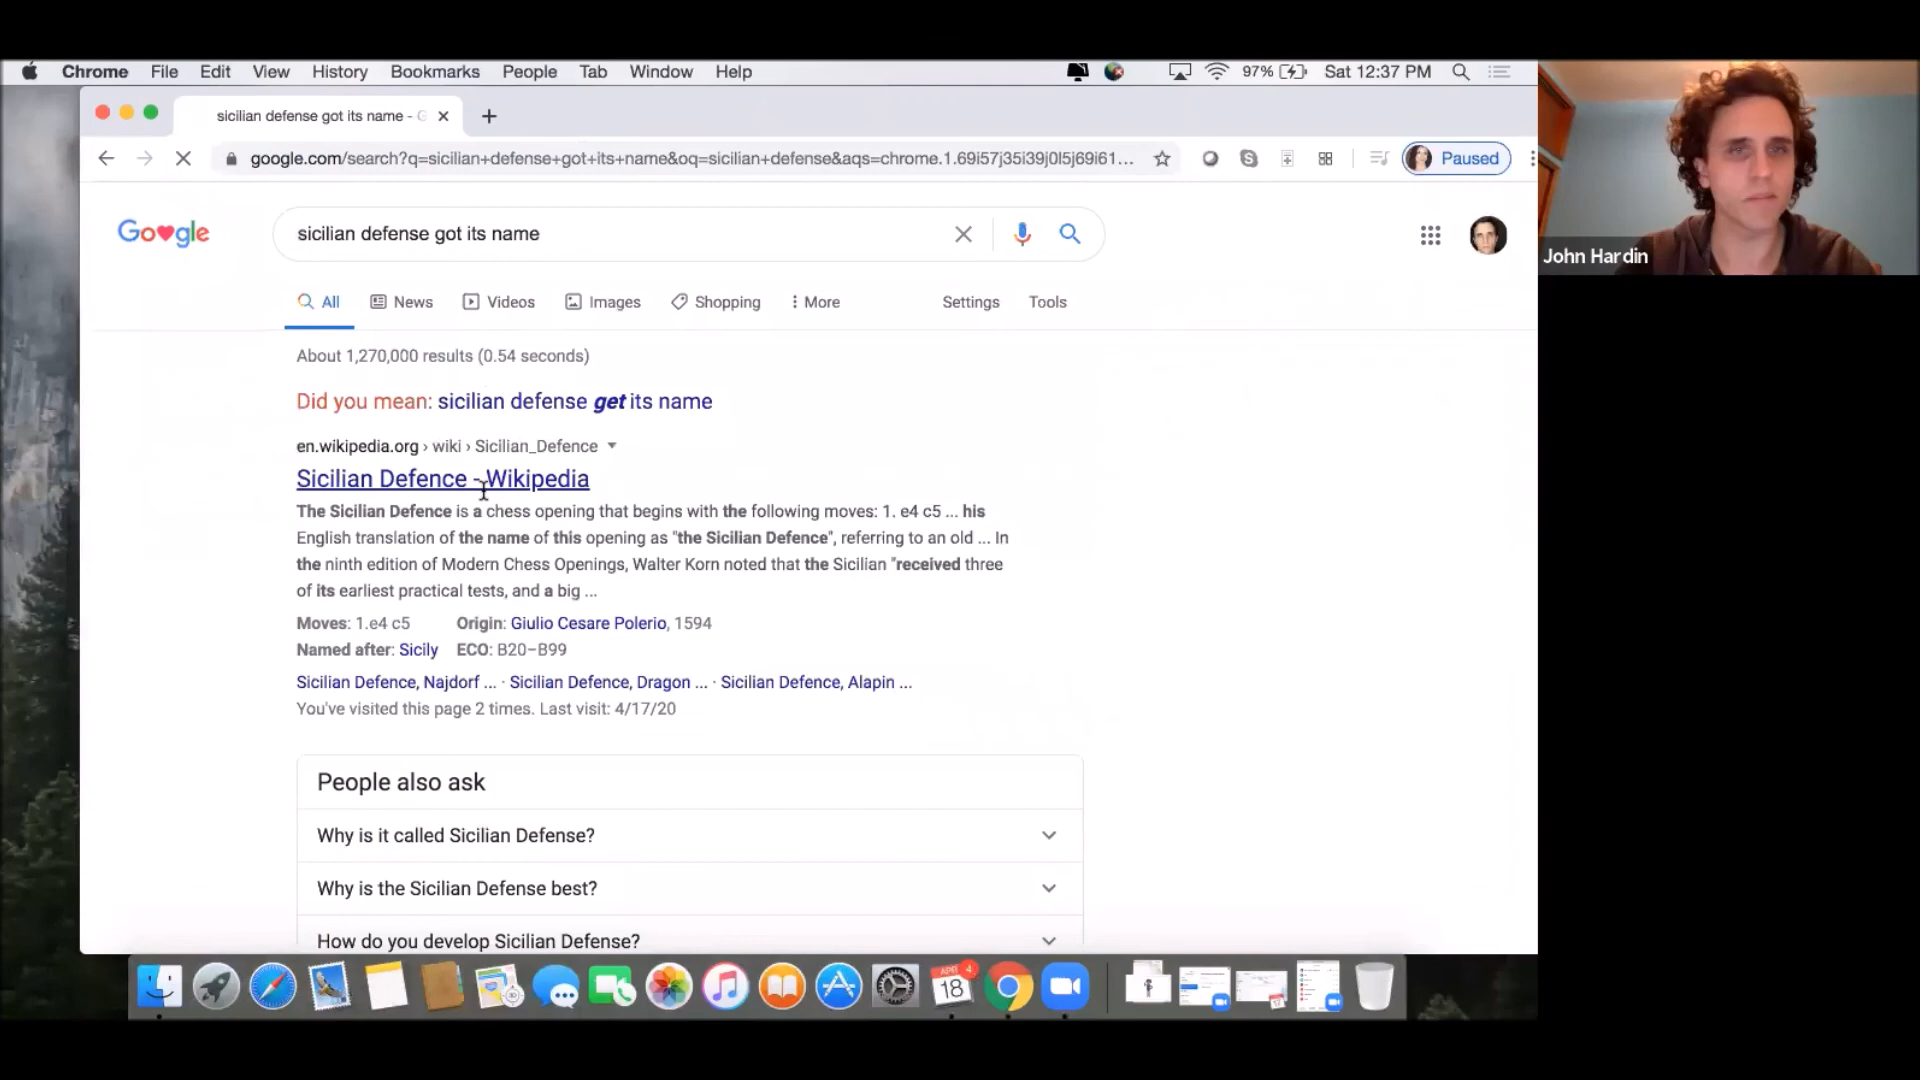 Chrome File Edit View History Bookmarks People Tab Window Help 97% Sat 12:37 PM
sicilian defense got its name - G
google.com/search?q=sicilian+defense+got+its+name&oq=sicilian+defense&aqs=chrome.1.69i57j35i39j0l5j69i61... Paused
John Hardin
Google sicilian defense got its name
All News Videos Images Shopping More Settings Tools
About 1,270,000 results (0.54 seconds)
Did you mean: sicilian defense get its name
en.wikipedia.org › wiki › Sicilian_Defence
Sicilian Defence - Wikipedia
The Sicilian Defence is a chess opening that begins with the following moves: 1. e4 c5 ... his
English translation of the name of this opening as "the Sicilian Defence", referring to an old ... In
the ninth edition of Modern Chess Openings, Walter Korn noted that the Sicilian "received three
of its earliest practical tests, and a big ...
Moves: 1.e4 c5 Origin: Giulio Cesare Polerio, 1594
Named after: Sicily ECO: B20–B99
Sicilian Defence, Najdorf ... · Sicilian Defence, Dragon ... · Sicilian Defence, Alapin ...
You've visited this page 2 times. Last visit: 4/17/20
People also ask
Why is it called Sicilian Defense?
Why is the Sicilian Defense best?
How do you develop Sicilian Defense?
APR 4
18